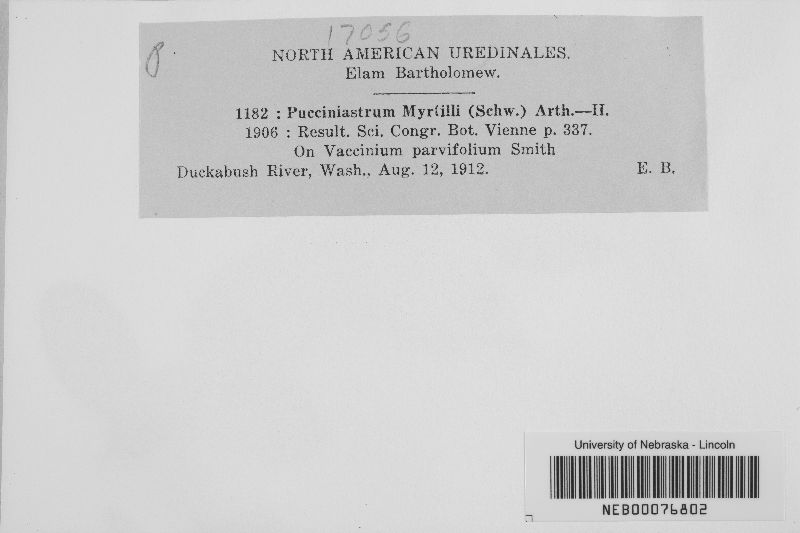 17056
NORTH AMERICAN UREDINALES.
Elam Bartholomew.
1182 : Pucciniastrum Myrtilli (Schw.) Arth.—II.
1906 : Result. Sci. Congr. Bot. Vienne p. 337.
On Vaccinium parvifolium Smith
Duckabush River, Wash., Aug. 12, 1912. E. B.
University of Nebraska - Lincoln
NEB00076802